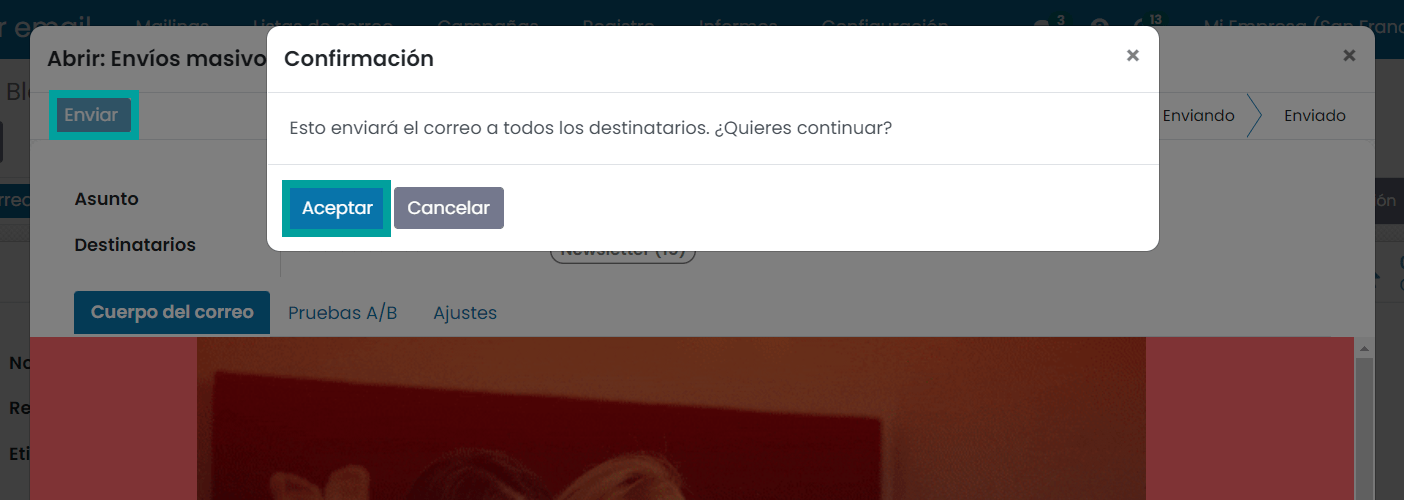 email Mailings Listas de correo Campañas Registro Informes Configuración 3 13 Mi Empresa (San Franc
Abrir: Envíos masivo
Confirmación ×
×
Enviar
Esto enviará el correo a todos los destinatarios. ¿Quieres continuar?
Enviando Enviado
Aceptar Cancelar
Asunto
Destinatarios
Newsletter
Cuerpo del correo Pruebas A/B Ajustes
No
Re
Eti